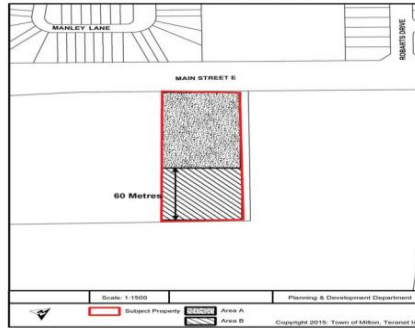 MANLEY LANE
ROBARTS DRIVE
MAIN STREET E
60 Metres
Scale: 1:1500
Planning & Development Department
Subject Property
Area A
Area B
Copyright 2015: Town of Milton, Teranet I